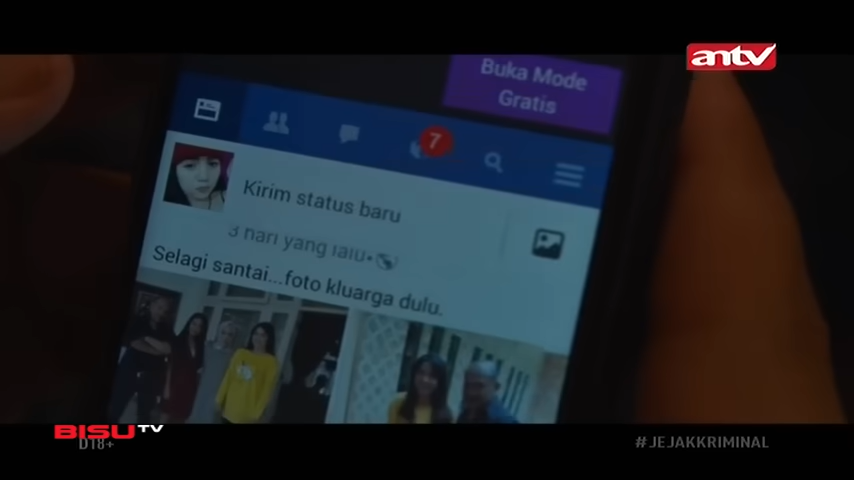 antv
Buka Mode
Gratis
7
Kirim status baru
3 hari yang lalu •
Selagi santai...foto kluarga dulu.
BISU TV
D18+
#JEJAKKRIMINAL